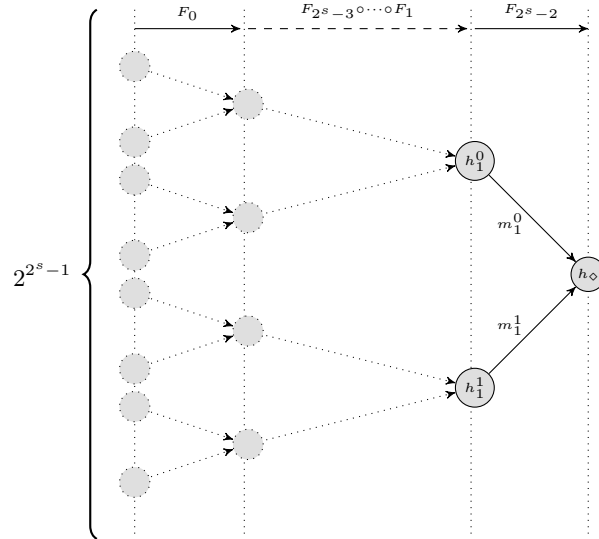 F_0 F_{2^s-3}∘⋯∘F_1 F_{2^s-2}
h_1^0
m_1^0
2^{2^s-1}
h_⋄
m_1^1
h_1^1